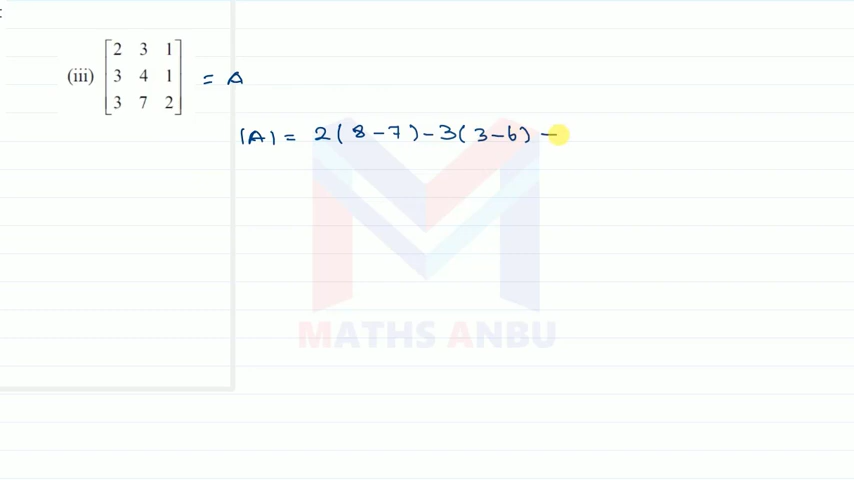 (iii) [2 3 1
3 4 1
3 7 2] = A
|A| = 2(8-7)-3(3-6) -
MATHS ANBU